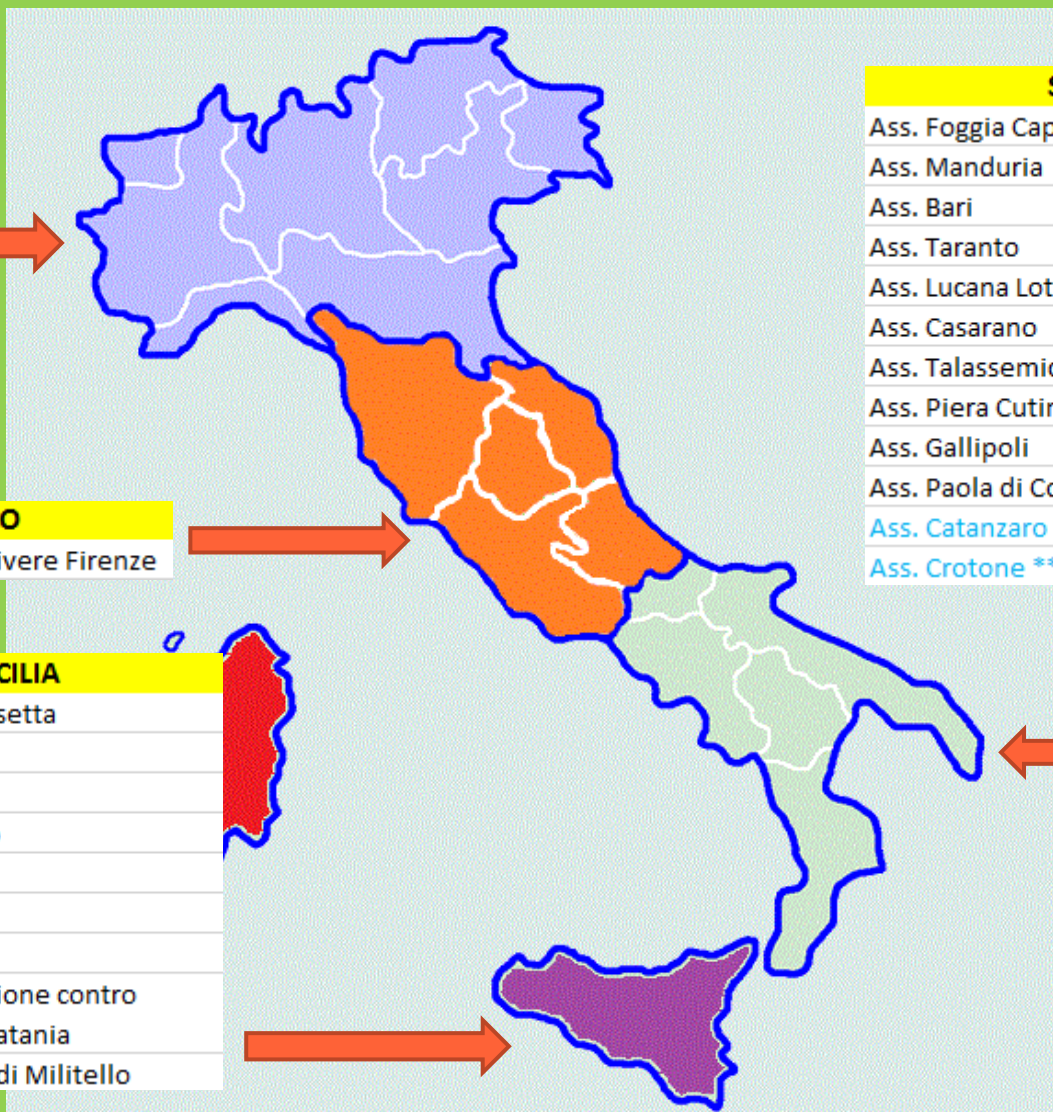 O
ivere Firenze
CILIA
setta
ione contro
atania
di Militello
S
Ass. Foggia Cap
Ass. Manduria
Ass. Bari
Ass. Taranto
Ass. Lucana Lot
Ass. Casarano
Ass. Talassemic
Ass. Piera Cutin
Ass. Gallipoli
Ass. Paola di Co
Ass. Catanzaro
Ass. Crotone **